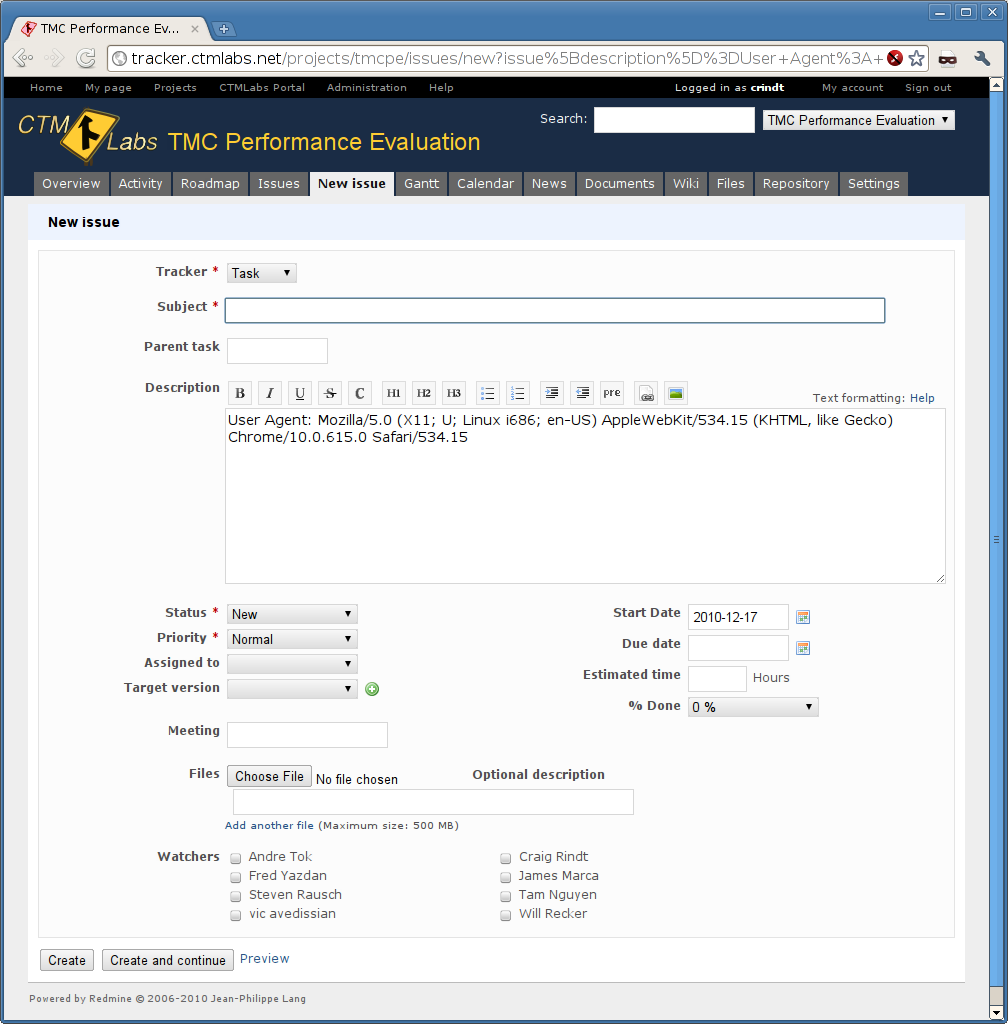 TMC Performance Ev...
tracker.ctmlabs.net/projects/tmcpe/issues/new?issue%5Bdescription%5D%3DUser+Agent%3A+
Home My page Projects CTMLabs Portal Administration Help Logged in as crindt My account Sign out
CTM Labs TMC Performance Evaluation
Search: TMC Performance Evaluation
Overview Activity Roadmap Issues New issue Gantt Calendar News Documents Wiki Files Repository Settings
New issue
Tracker * Task
Subject *
Parent task
Description B I U S C H1 H2 H3 pre Text formatting: Help
User Agent: Mozilla/5.0 (X11; U; Linux i686; en-US) AppleWebKit/534.15 (KHTML, like Gecko)
Chrome/10.0.615.0 Safari/534.15
Status * New Start Date 2010-12-17
Priority * Normal Due date
Assigned to
Target version Estimated time Hours
% Done 0 %
Meeting
Files Choose File No file chosen Optional description
Add another file (Maximum size: 500 MB)
Watchers Andre Tok Craig Rindt
Fred Yazdan James Marca
Steven Rausch Tam Nguyen
vic avedissian Will Recker
Create Create and continue Preview
Powered by Redmine © 2006-2010 Jean-Philippe Lang